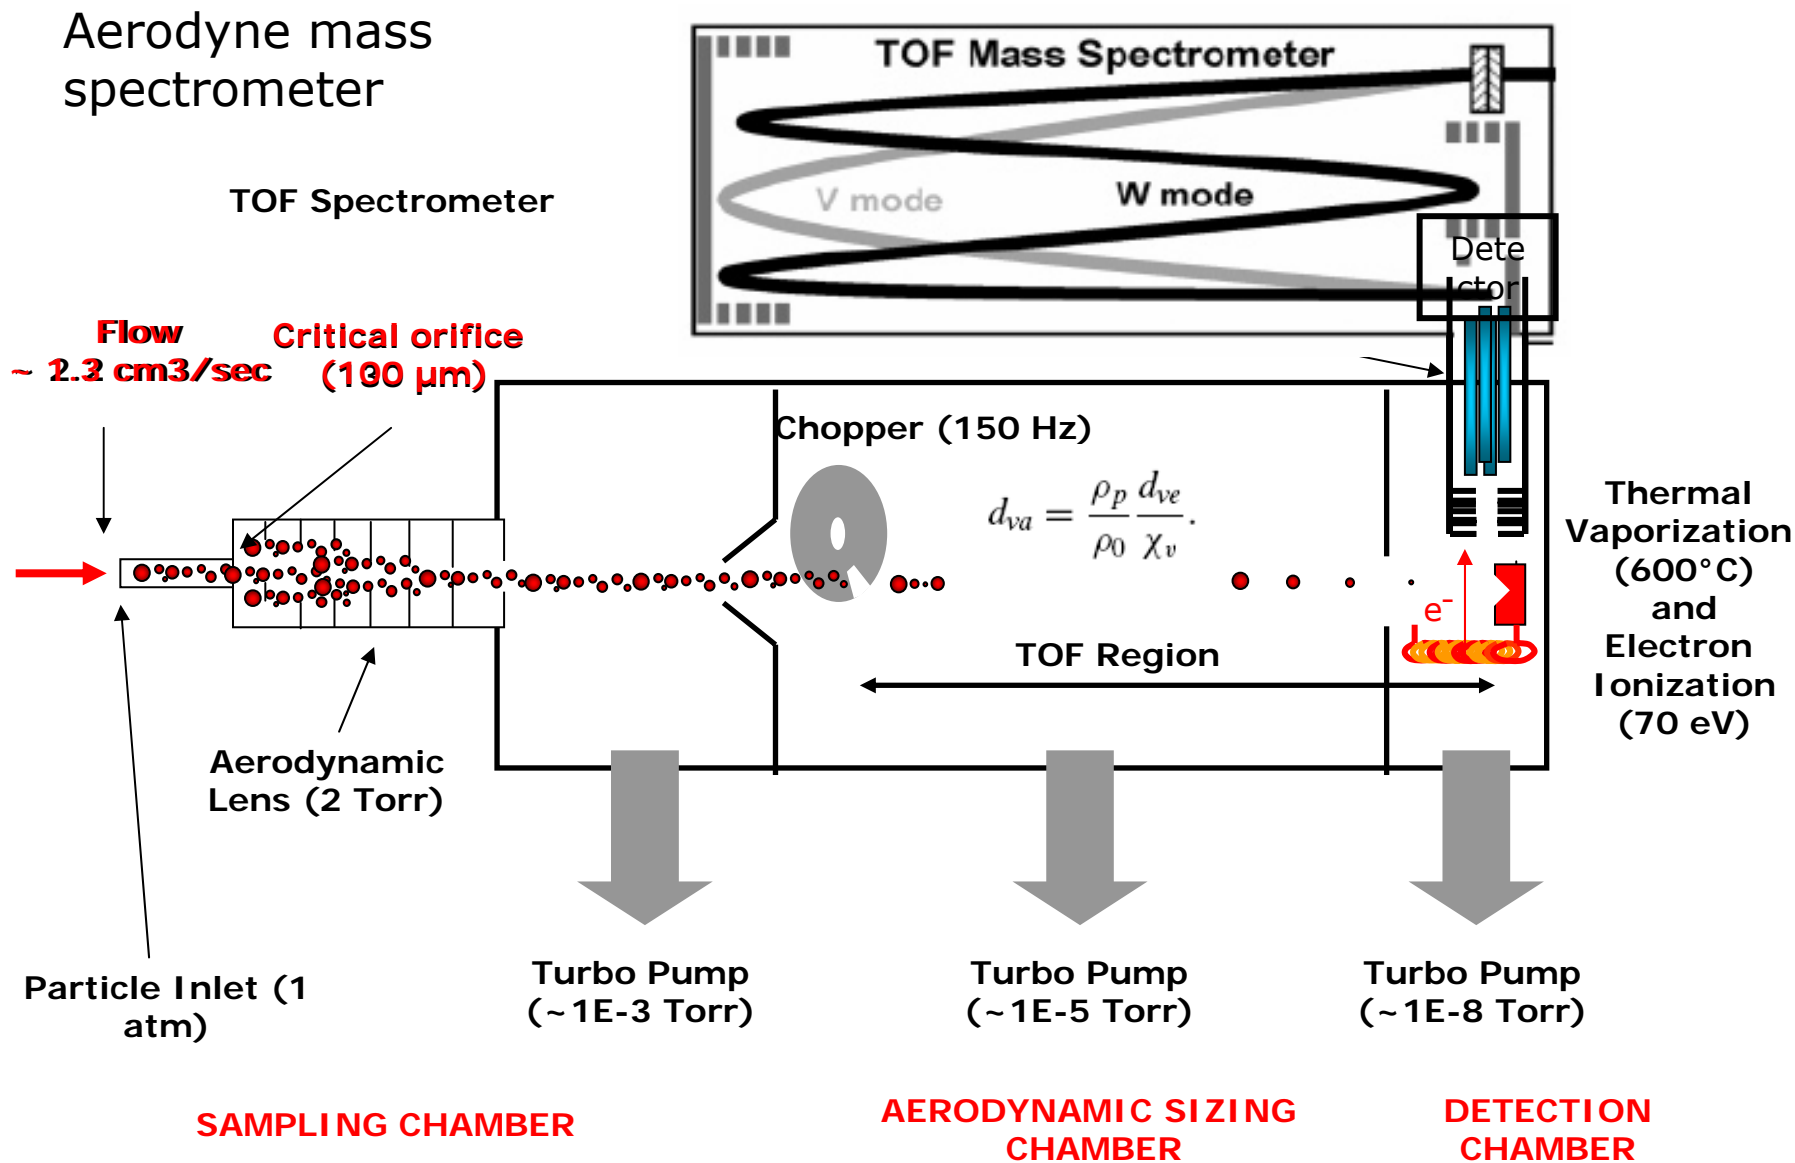 Aerodyne mass
spectrometer
TOF Mass Spectrometer
V mode
W mode
TOF Spectrometer
Dete
ctor
Flow
~ cm3/sec
Critical orifice
µm)
Chopper (150 Hz)
d_va = ρ_p/ρ_0 d_ve/χ_v.
Thermal
Vaporization
(600°C)
and
Electron
Ionization
(70 eV)
e-
TOF Region
Aerodynamic
Lens (2 Torr)
Particle Inlet (1
atm)
Turbo Pump
(~1E-3 Torr)
Turbo Pump
(~1E-5 Torr)
Turbo Pump
(~1E-8 Torr)
SAMPLING CHAMBER
AERODYNAMIC SIZING
CHAMBER
DETECTION
CHAMBER